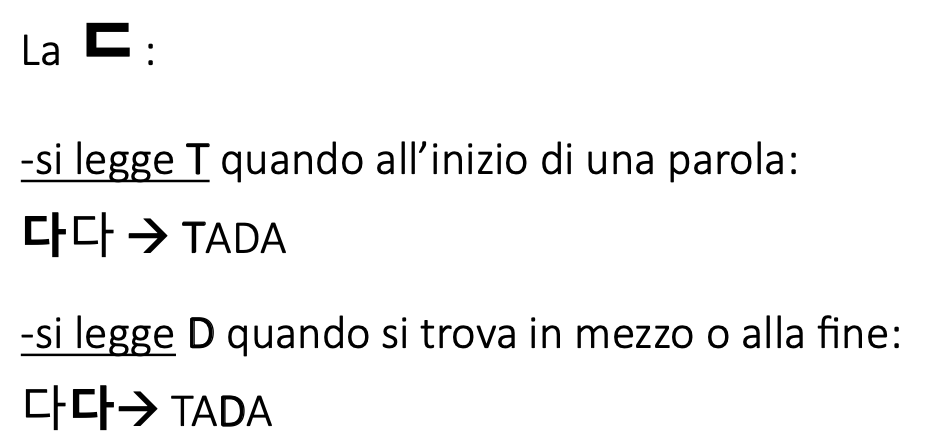 La ㄷ :
-si legge T quando all’inizio di una parola:
다다 → TADA
-si legge D quando si trova in mezzo o alla fine:
다다→ TADA